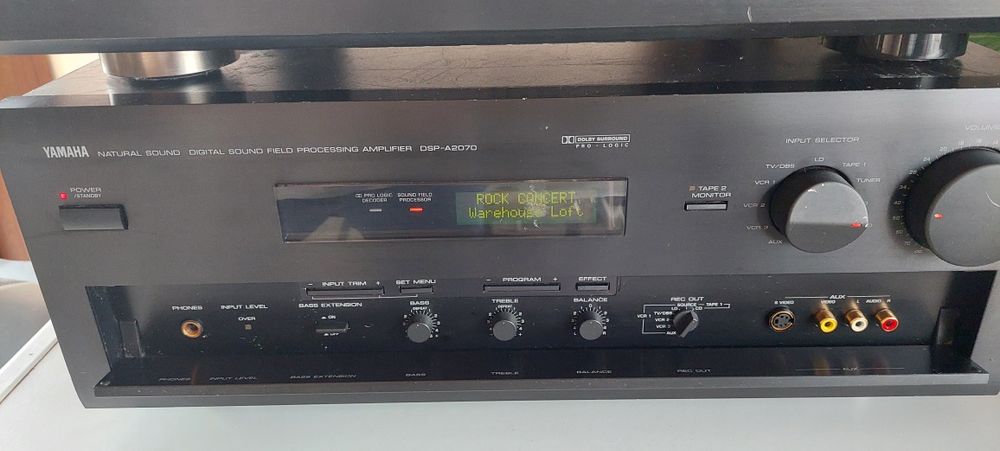 YAMAHA NATURAL SOUND DIGITAL SOUND FIELD PROCESSING AMPLIFIER DSP-A2070
DOLBY SURROUND
PRO · LOGIC
INPUT SELECTOR
VOLUME
POWER
/STANDBY
PRO LOGIC
DECODER
SOUND FIELD
PROCESSOR
ROCK CONCERT
Warehouse Loft
TAPE 2
MONITOR
LD
TV/DBS
TAPE 1
VCR 1
TUNER
VCR 2
CD
VCR 3
AUX
- INPUT TRIM +
SET MENU
- PROGRAM +
EFFECT
PHONES
INPUT LEVEL
OVER
BASS EXTENSION
ON
OFF
BASS
TREBLE
BALANCE
REC OUT
SOURCE
TAPE 1
LD
CD
TV/DBS
VCR 1
VCR 2
VCR 3
AUX
AUX
S VIDEO
VIDEO
L AUDIO R
PHONES
INPUT LEVEL
BASS EXTENSION
BASS
TREBLE
BALANCE
REC OUT